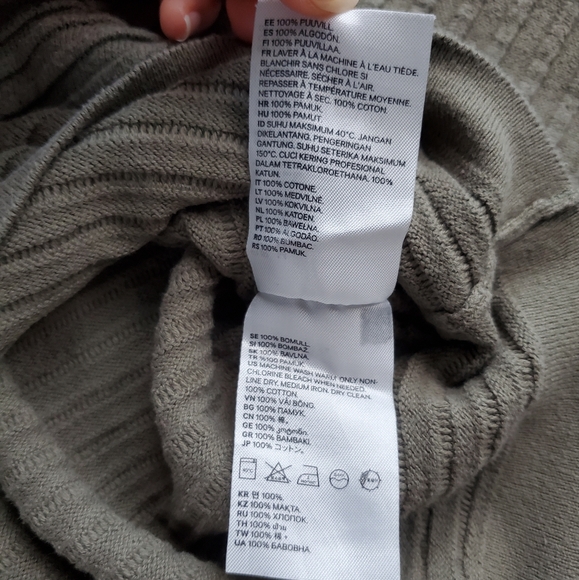 EE 100% PUUVILL.
ES 100% ALGODÓN.
FI 100% PUUVILLAA.
FR LAVER À LA MACHINE À L'EAU TIÈDE.
BLANCHIR SANS CHLORE SI
NÉCESSAIRE. SÉCHER À L'AIR.
REPASSER À TEMPÉRATURE MOYENNE.
NETTOYAGE À SEC. 100% COTON.
HR 100% PAMUK.
HU 100% PAMUT.
ID SUHU MAKSIMUM 40°C. JANGAN
DIKELANTANG. PENGERINGAN
GANTUNG. SUHU SETERIKA MAKSIMUM
150°C. CUCI KERING PROFESIONAL
DALAM TETRAKLOROETHANA. 100%
KATUN.
IT 100% COTONE.
LT 100% MEDVILNĖ.
LV 100% KOKVILNA.
NL 100% KATOEN.
PL 100% BAWEŁNA.
PT 100% ALGODÃO.
RO 100% BUMBAC.
RS 100% PAMUK.
SE 100% BOMULL.
SI 100% BOMBAŽ.
SK 100% BAVLNA.
TR %100 PAMUK.
US MACHINE WASH WARM. ONLY NON-
CHLORINE BLEACH WHEN NEEDED.
LINE DRY. MEDIUM IRON. DRY CLEAN.
100% COTTON.
VN 100% VẢI BÔNG.
BG 100% ПАМУК.
CN 100% 棉。
GE 100% ბამბა.
GR 100% ΒΑΜΒΑΚΙ.
JP 100% コットン。
KR 면 100%.
KZ 100% МАҚТА
RU 100% ХЛОПОК.
TH 100% ฝ้าย
TW 100% 棉。
UA 100% БАВОВНА